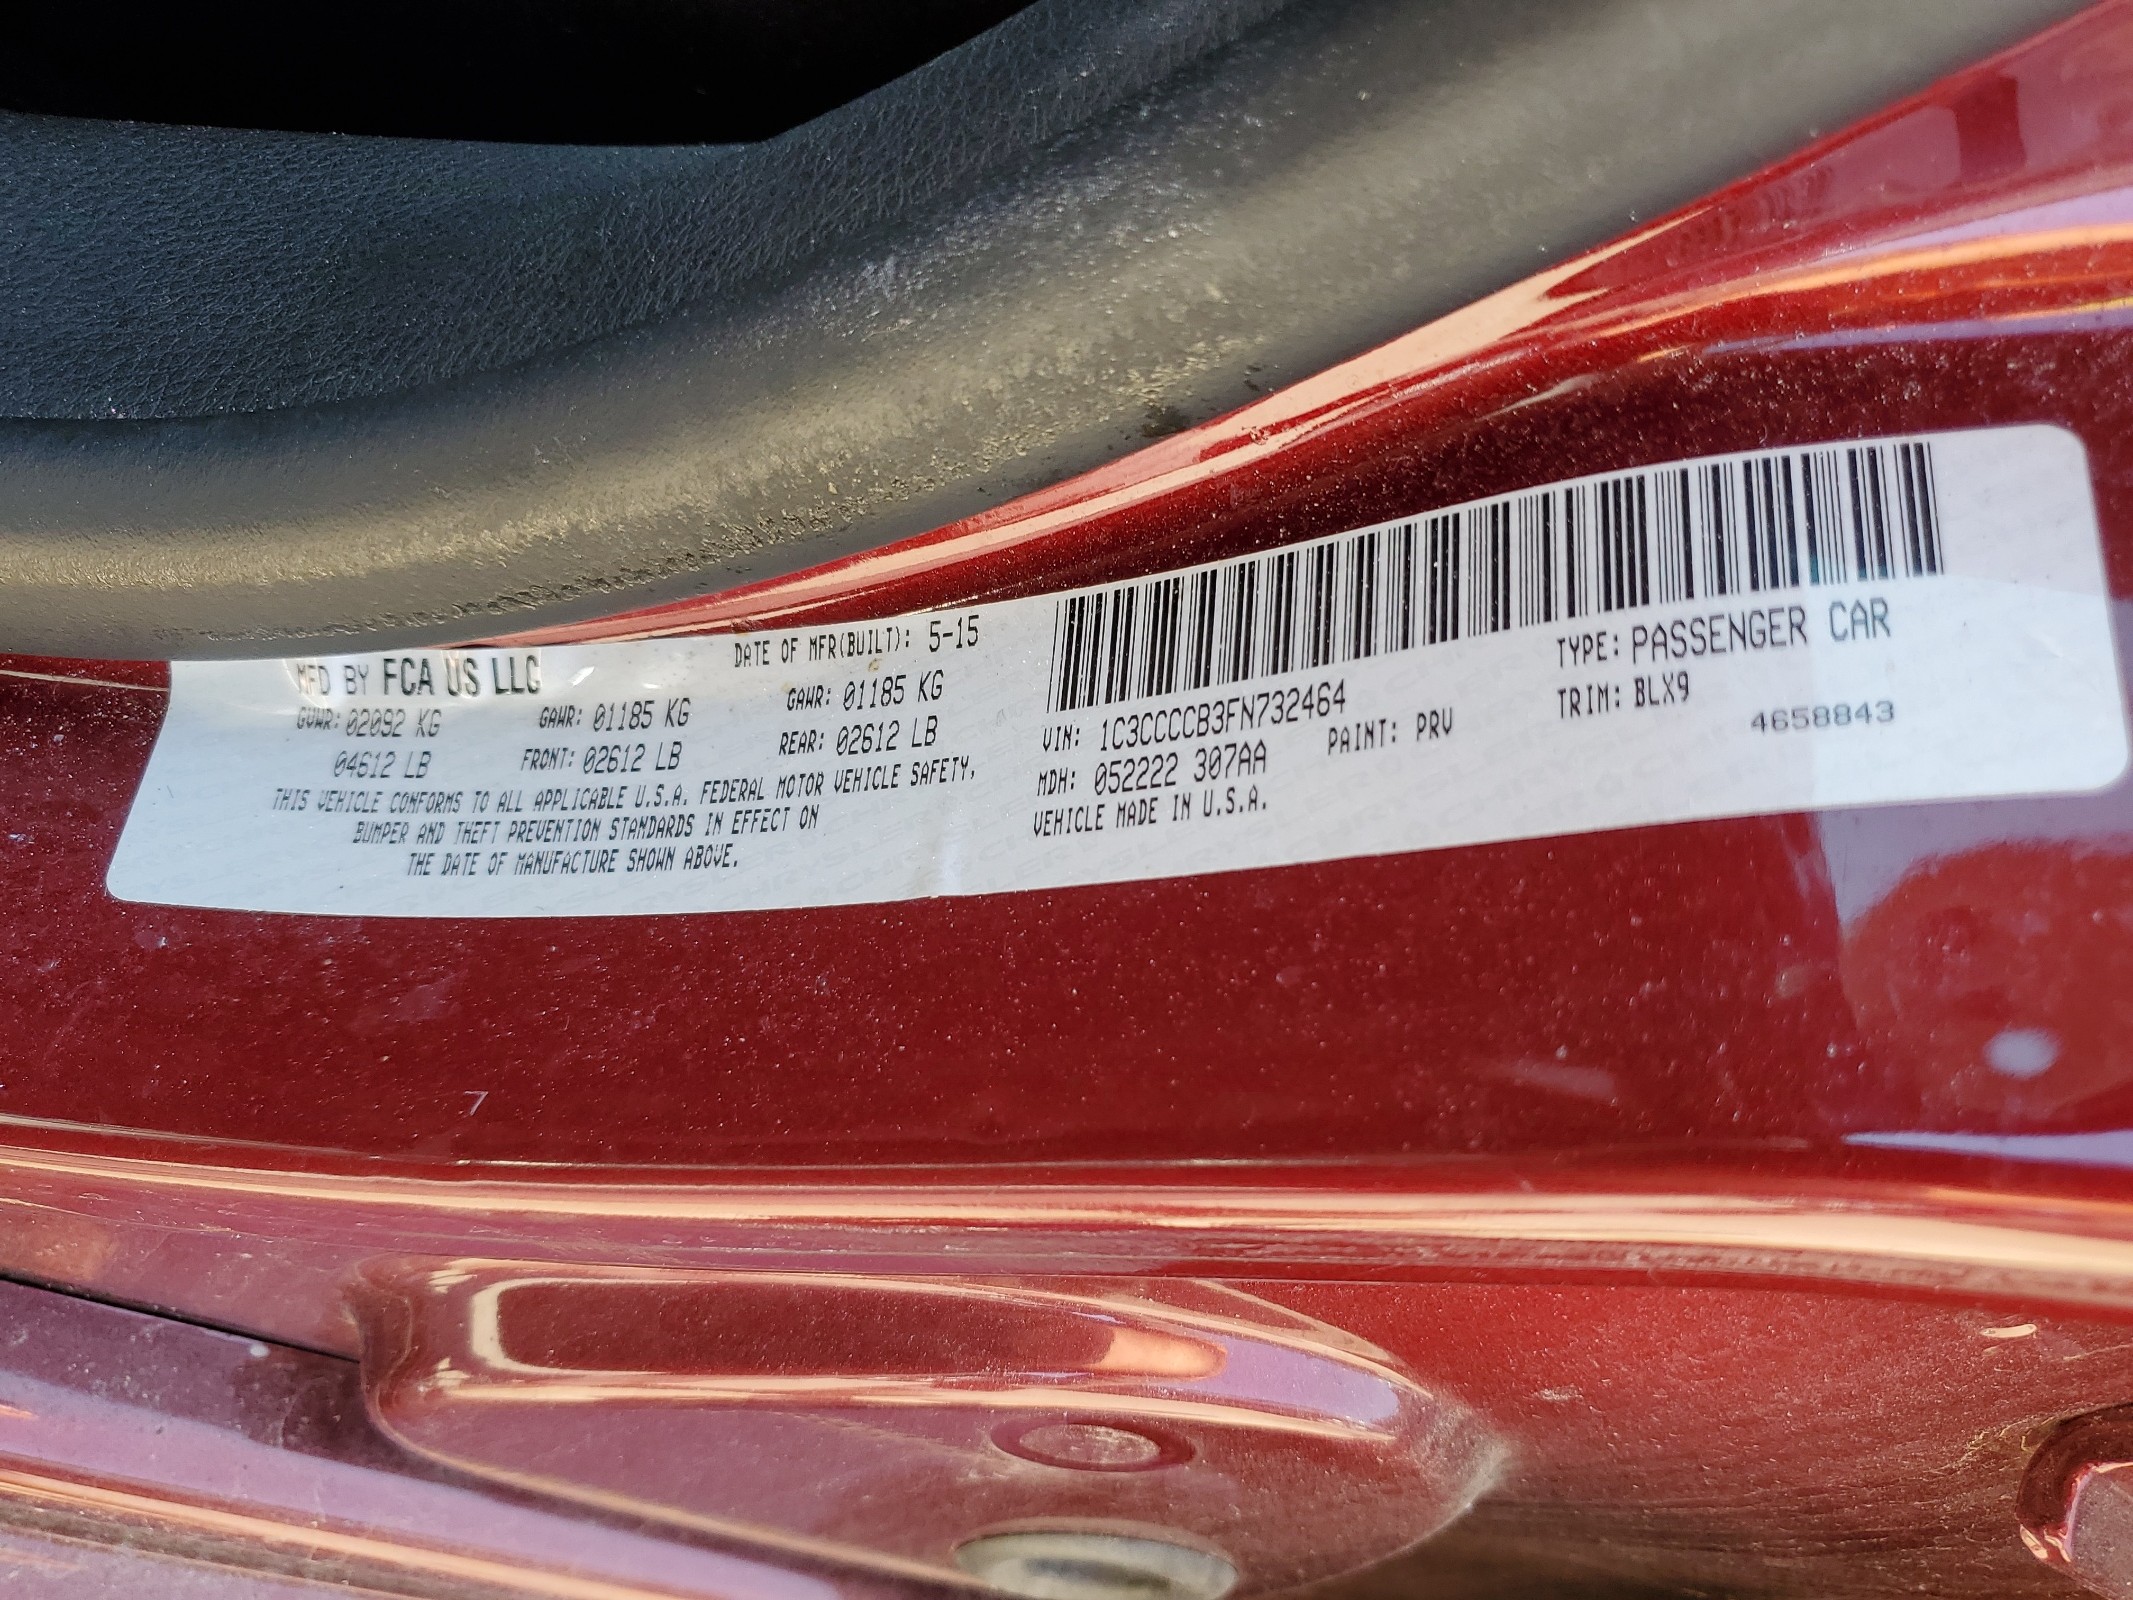 MFD BY FCA US LLC DATE OF MFR(BUILT): 5-15
GVWR: 02092 KG GAWR: 01185 KG GAWR: 01185 KG
04612 LB FRONT: 02612 LB REAR: 02612 LB
THIS VEHICLE CONFORMS TO ALL APPLICABLE U.S.A. FEDERAL MOTOR VEHICLE SAFETY,
BUMPER AND THEFT PREVENTION STANDARDS IN EFFECT ON
THE DATE OF MANUFACTURE SHOWN ABOVE.
VIN: 1C3CCCCB3FN732464 TYPE: PASSENGER CAR
MDH: 052222 307AA PAINT: PRV TRIM: BLX9
VEHICLE MADE IN U.S.A. 4658843